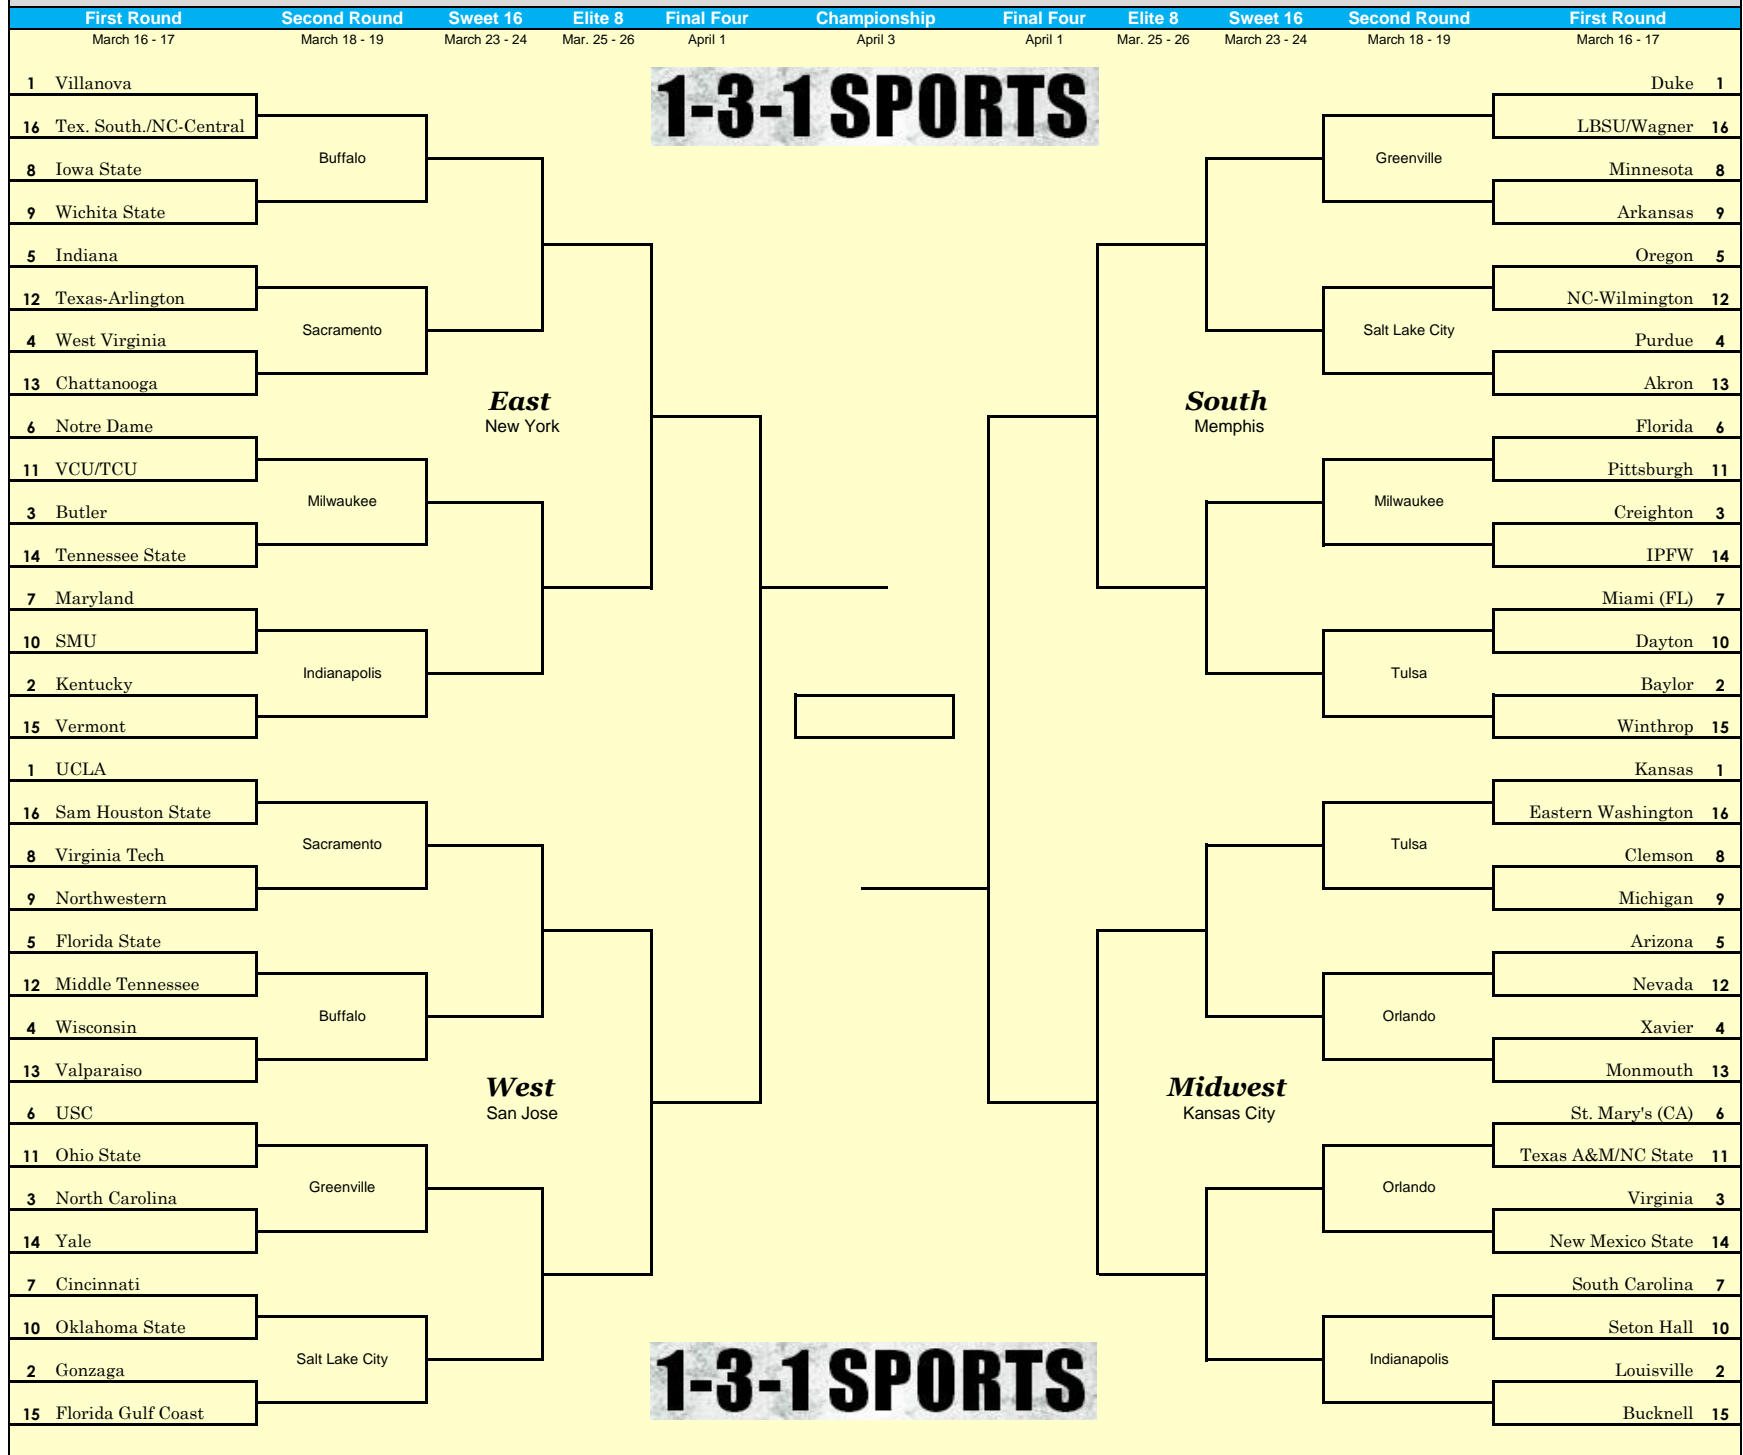 First Round Second Round Sweet 16 Elite 8 Final Four Championship Final Four Elite 8 Sweet 16 Second Round First Round
March 16 - 17 March 18 - 19 March 23 - 24 Mar. 25 - 26 April 1 April 3 April 1 Mar. 25 - 26 March 23 - 24 March 18 - 19 March 16 - 17
1-3-1 SPORTS
1 Villanova
16 Tex. South./NC-Central
Buffalo
8 Iowa State
9 Wichita State
5 Indiana
12 Texas-Arlington
Sacramento
4 West Virginia
13 Chattanooga
East
New York
6 Notre Dame
11 VCU/TCU
Milwaukee
3 Butler
14 Tennessee State
7 Maryland
10 SMU
Indianapolis
2 Kentucky
15 Vermont
1 UCLA
16 Sam Houston State
Sacramento
8 Virginia Tech
9 Northwestern
5 Florida State
12 Middle Tennessee
Buffalo
4 Wisconsin
13 Valparaiso
West
San Jose
6 USC
11 Ohio State
Greenville
3 North Carolina
14 Yale
7 Cincinnati
10 Oklahoma State
Salt Lake City
2 Gonzaga
15 Florida Gulf Coast
Duke 1
LBSU/Wagner 16
Greenville
Minnesota 8
Arkansas 9
Oregon 5
NC-Wilmington 12
Salt Lake City
Purdue 4
Akron 13
South
Memphis
Florida 6
Pittsburgh 11
Milwaukee
Creighton 3
IPFW 14
Miami (FL) 7
Dayton 10
Tulsa
Baylor 2
Winthrop 15
Kansas 1
Eastern Washington 16
Tulsa
Clemson 8
Michigan 9
Arizona 5
Nevada 12
Orlando
Xavier 4
Monmouth 13
Midwest
Kansas City
St. Mary's (CA) 6
Texas A&M/NC State 11
Orlando
Virginia 3
New Mexico State 14
South Carolina 7
Seton Hall 10
Indianapolis
Louisville 2
Bucknell 15
1-3-1 SPORTS